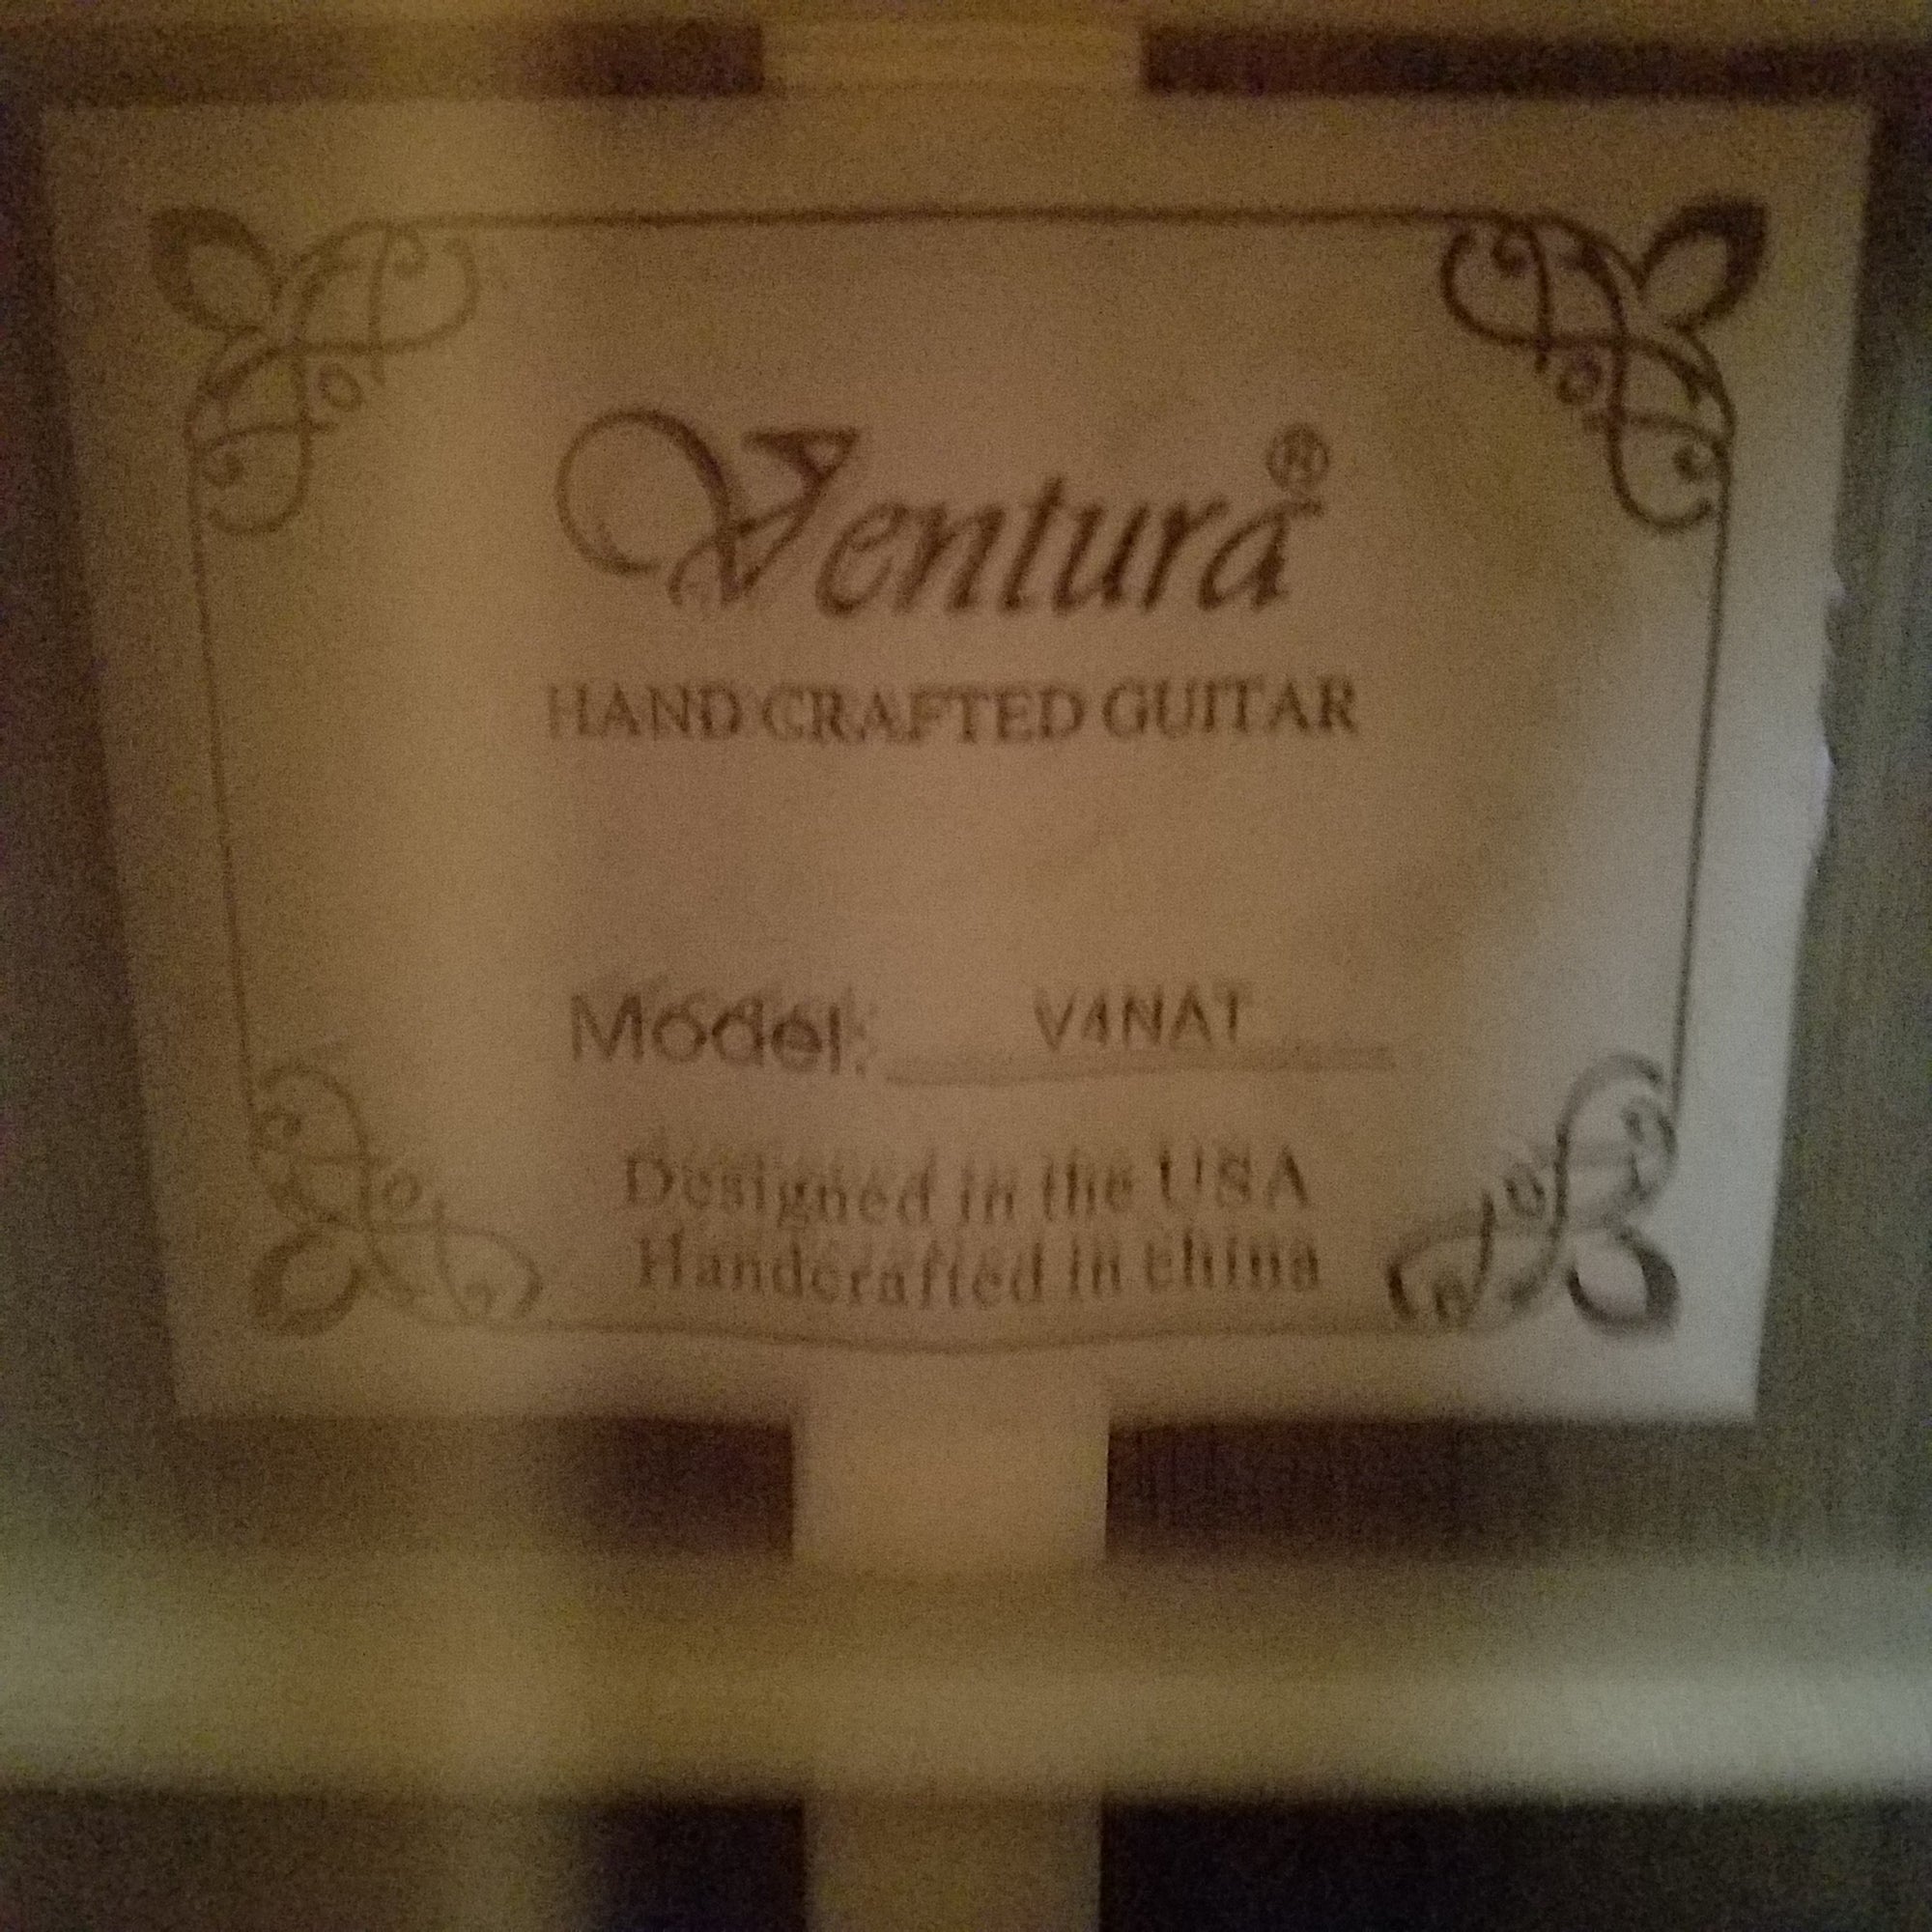 Ventura®
HAND CRAFTED GUITAR
Model: V4NAT
Designed in the USA
Handcrafted in china